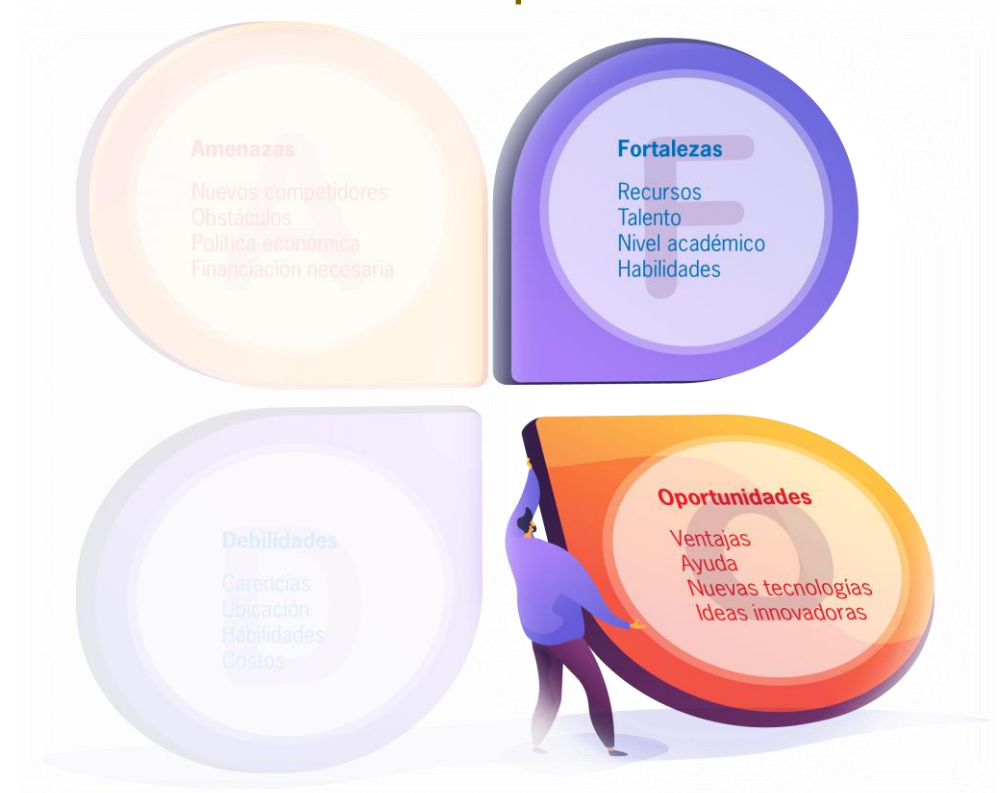 Amenazas
Nuevos competidores
Obstáculos
Política económica
Financiación necesaria
A
Fortalezas
Recursos
Talento
Nivel académico
Habilidades
F
Debilidades
Carencias
Ubicación
Habilidades
Costos
D
Oportunidades
Ventajas
Ayuda
Nuevas tecnologías
Ideas innovadoras
O